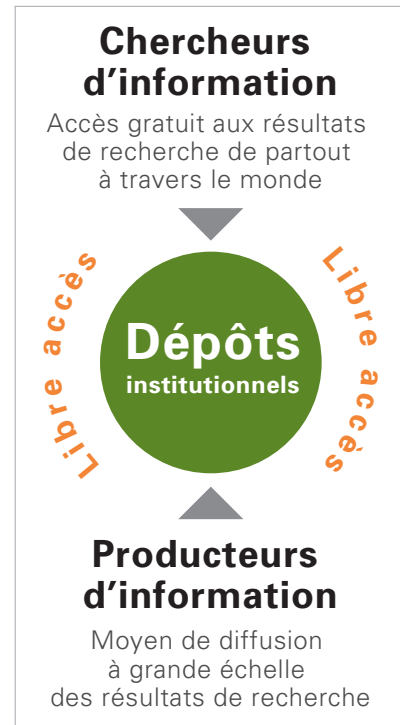 Chercheurs
d’information
Accès gratuit aux résultats
de recherche de partout
à travers le monde
Libre accès
Libre accès
Dépôts
institutionnels
Producteurs
d’information
Moyen de diffusion
à grande échelle
des résultats de recherche